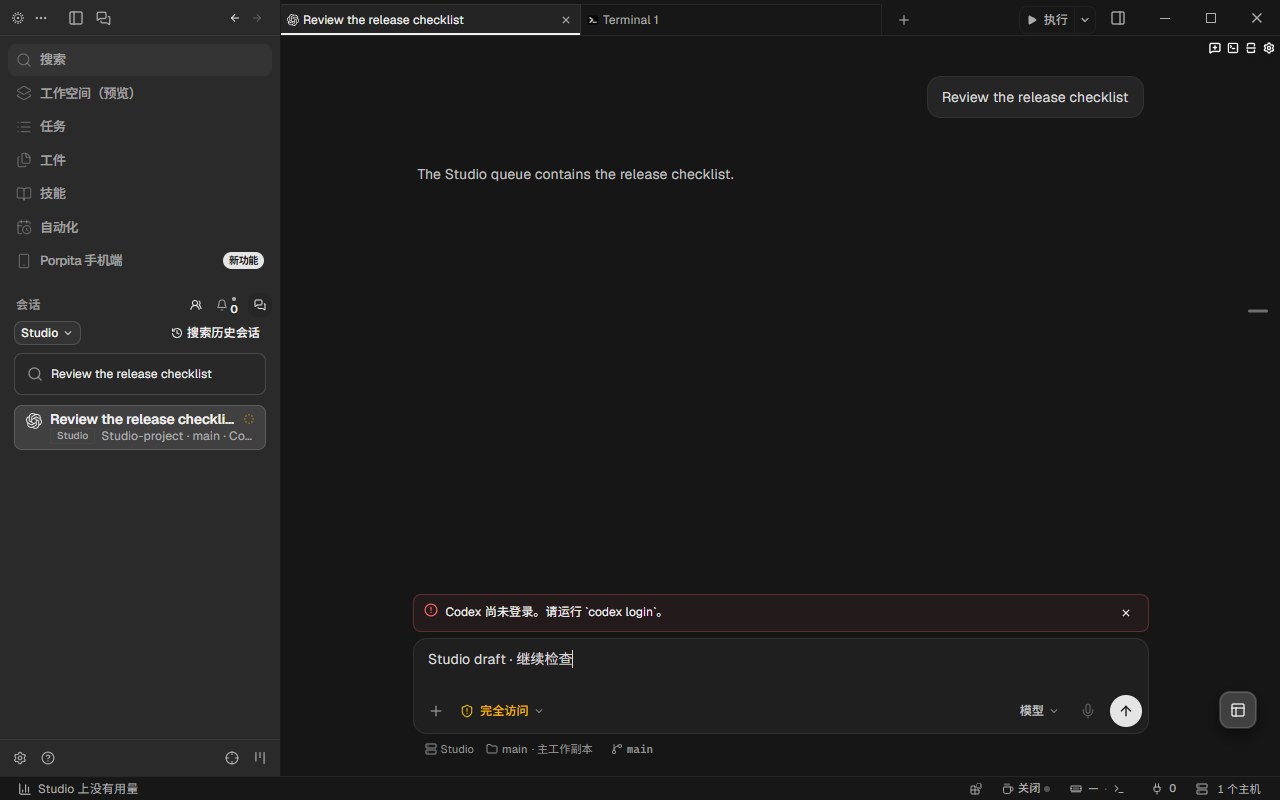 Review the release checklist
Terminal 1
执行
搜索
工作空间（预览）
任务
工件
技能
自动化
Porpita 手机端
新功能
会话
0
Studio
搜索历史会话
Review the release checklist
Review the release checkli...
Studio
Studio-project · main · Co...
Review the release checklist
The Studio queue contains the release checklist.
Codex 尚未登录。请运行 `codex login`。
Studio draft · 继续检查
完全访问
模型
Studio
main · 主工作副本
main
Studio 上没有用量
关闭
0
1 个主机